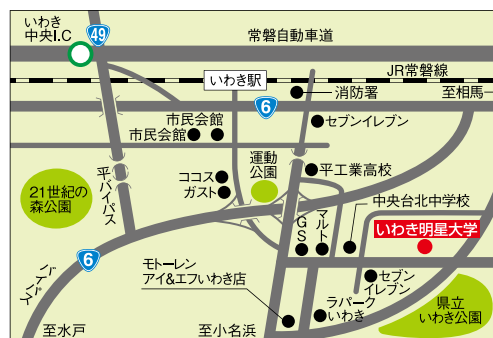 いわき
中央I.C
49
常磐自動車道
JR常磐線
いわき駅
消防署
至相馬
6
市民会館
市民会館
セブンイレブン
運動
公園
平工業高校
ココス
ガスト
21世紀の
森公園
平バイパス
中央台北中学校
GS
マルト
いわき明星大学
6
バイパス
モトーレン
アイ&エフいわき店
セブン
イレブン
ラパーク
いわき
県立
いわき公園
至水戸
至小名浜